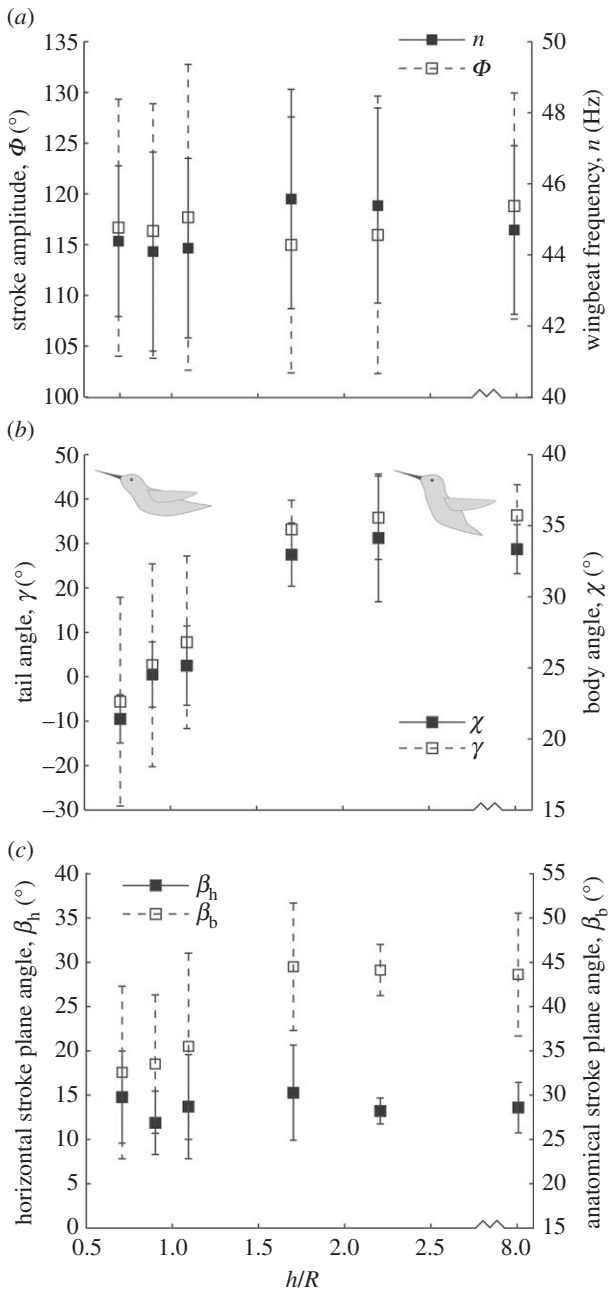 (a)
135
130
125
120
115
110
105
100
stroke amplitude, Φ (°)
n
Φ
50
48
46
44
42
40
wingbeat frequency, n (Hz)
(b)
50
40
30
20
10
0
−10
−20
−30
tail angle, γ (°)
χ
γ
40
35
30
25
20
15
body angle, χ (°)
(c)
40
35
30
25
20
15
10
5
0
horizontal stroke plane angle, βh (°)
βh
βb
55
50
45
40
35
30
25
20
15
anatomical stroke plane angle, βb (°)
0.5 1.0 1.5 2.0 2.5 8.0
h/R